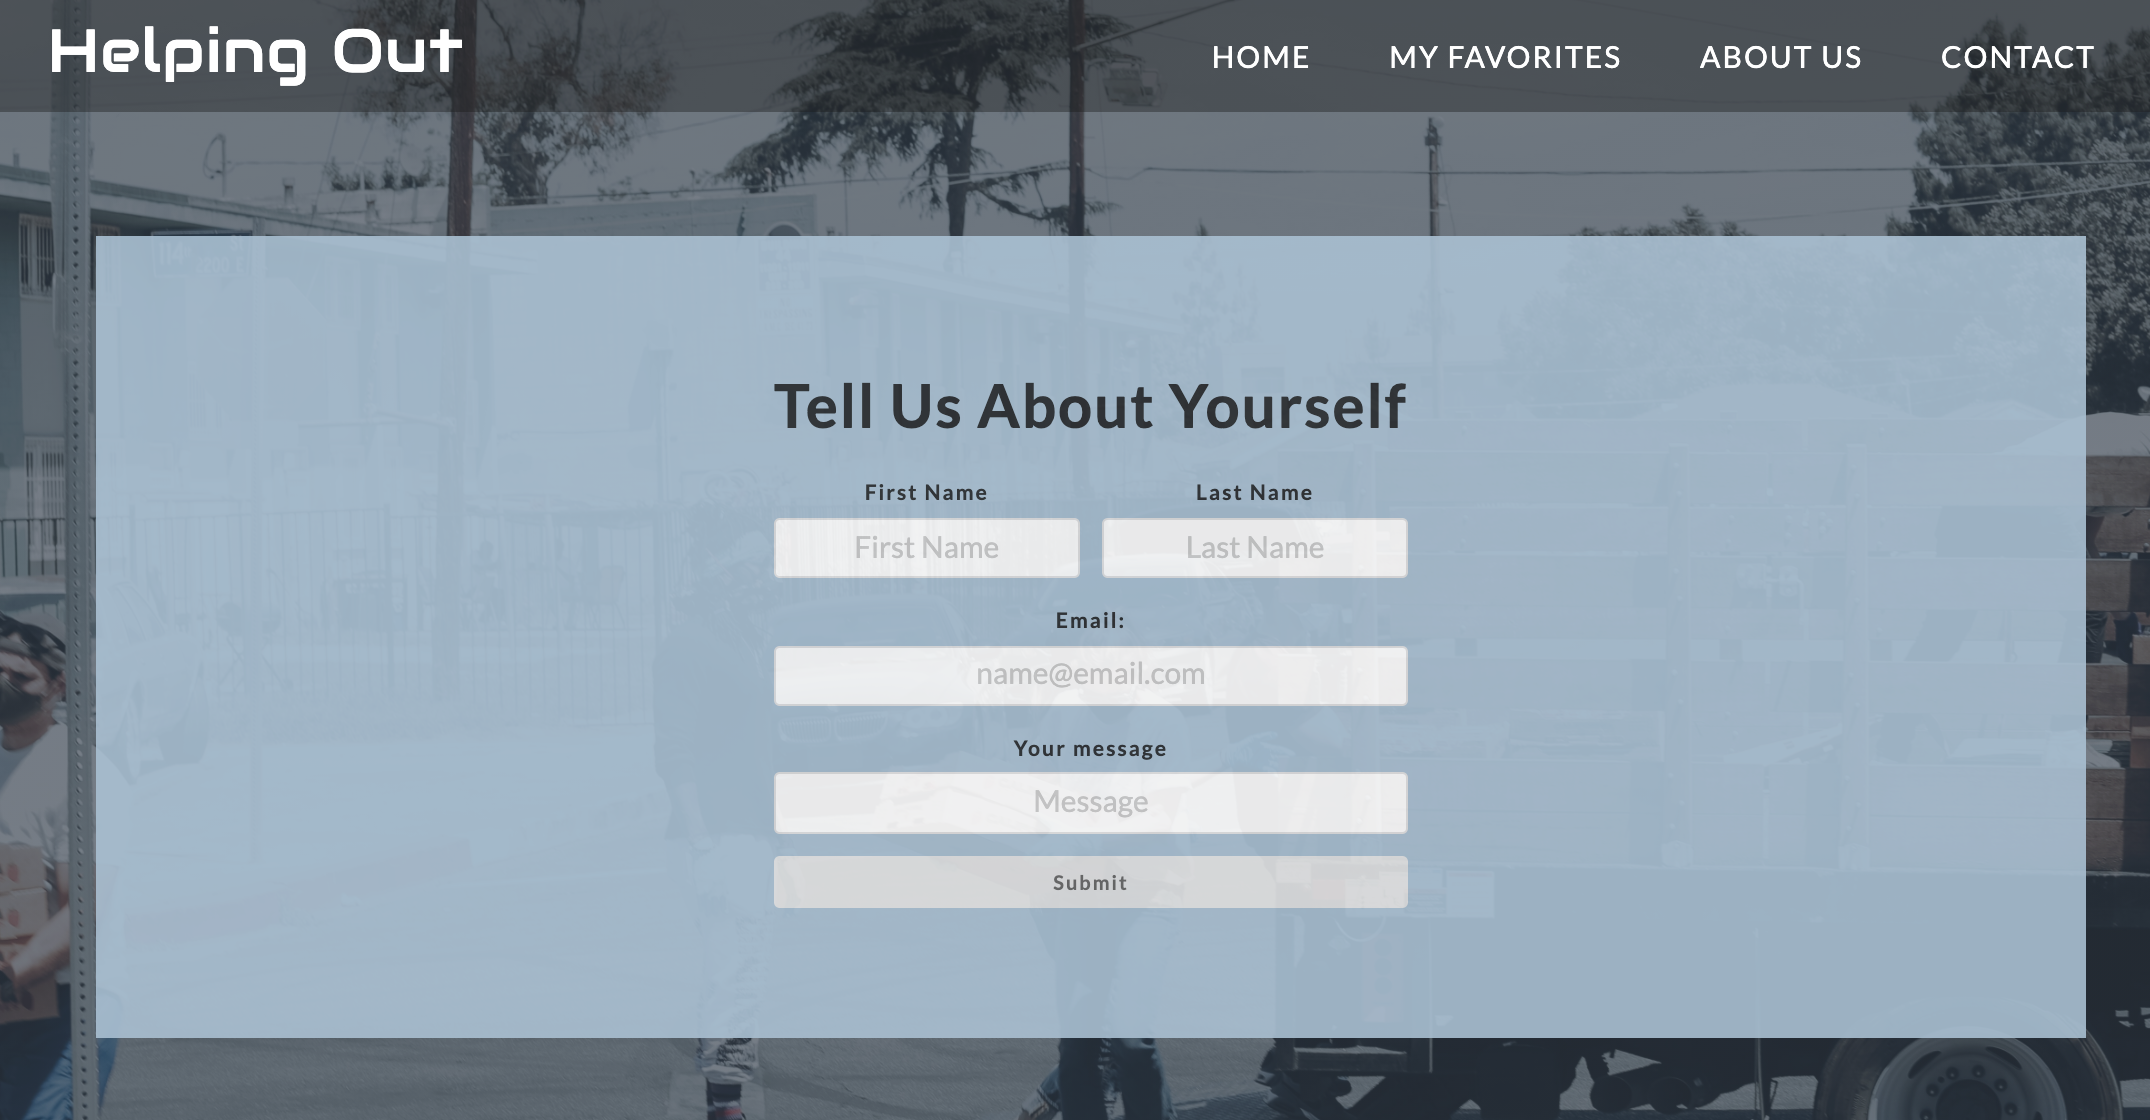 Helping Out
HOME MY FAVORITES ABOUT US CONTACT
Tell Us About Yourself
First Name Last Name
First Name Last Name
Email:
name@email.com
Your message
Message
Submit